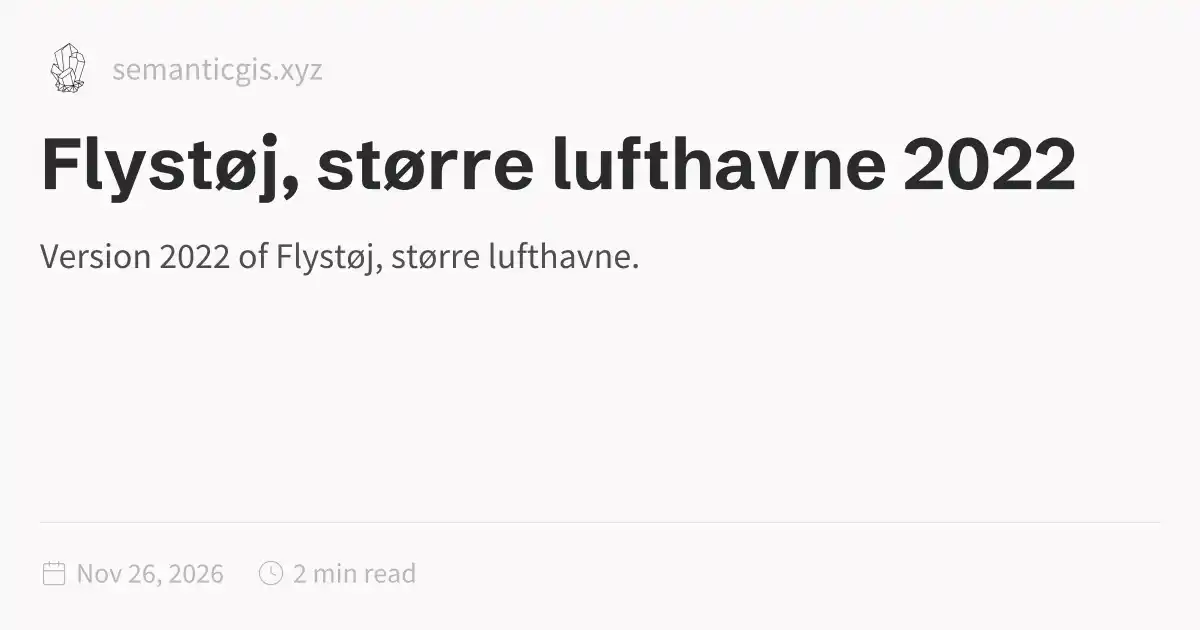 semanticgis.xyz
Flystøj, større lufthavne 2022
Version 2022 of Flystøj, større lufthavne.
Nov 26, 2026
2 min read